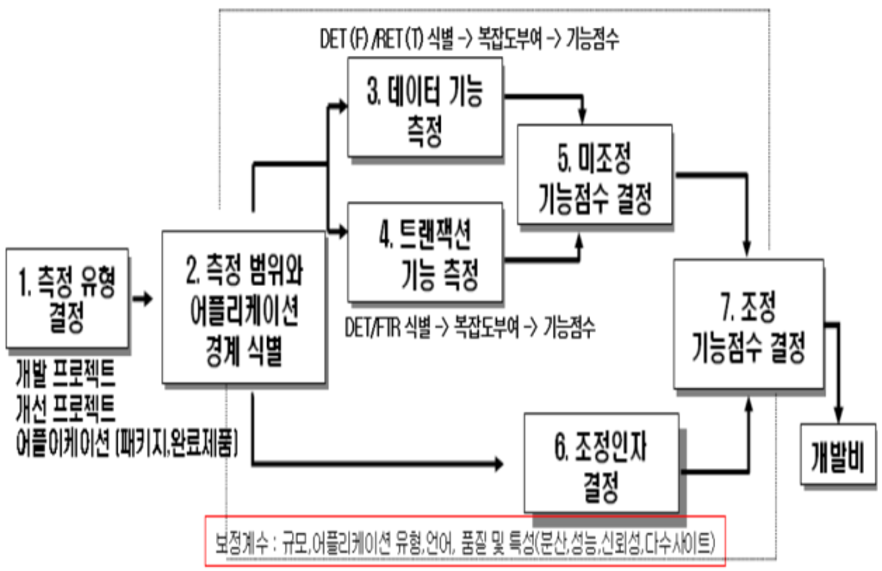 DET(F)/RET(T) 식별 -> 복잡도부여 -> 기능점수
3. 데이터 기능
측정
5. 미조정
기능점수 결정
4. 트랜잭션
기능 측정
DET/FTR 식별 -> 복잡도부여 -> 기능점수
1. 측정 유형
결정
개발 프로젝트
개선 프로젝트
어플이케이션 (패키지,완료제품)
2. 측정 범위와
어플리케이션
경계 식별
7. 조정
기능점수 결정
6. 조정인자
결정
개발비
보정계수 : 규모,어플리케이션 유형,언어, 품질 및 특성(분산,성능,신뢰성,다수사이트)